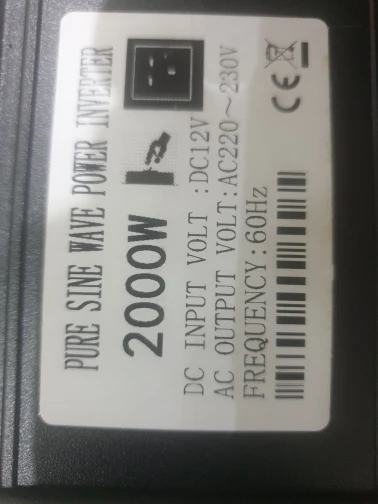 PURE SINE WAVE POWER INVERTER
2000W
DC INPUT VOLT :DC12V
AC OUTPUT VOLT:AC220～230V
FREQUENCY:60Hz
CE